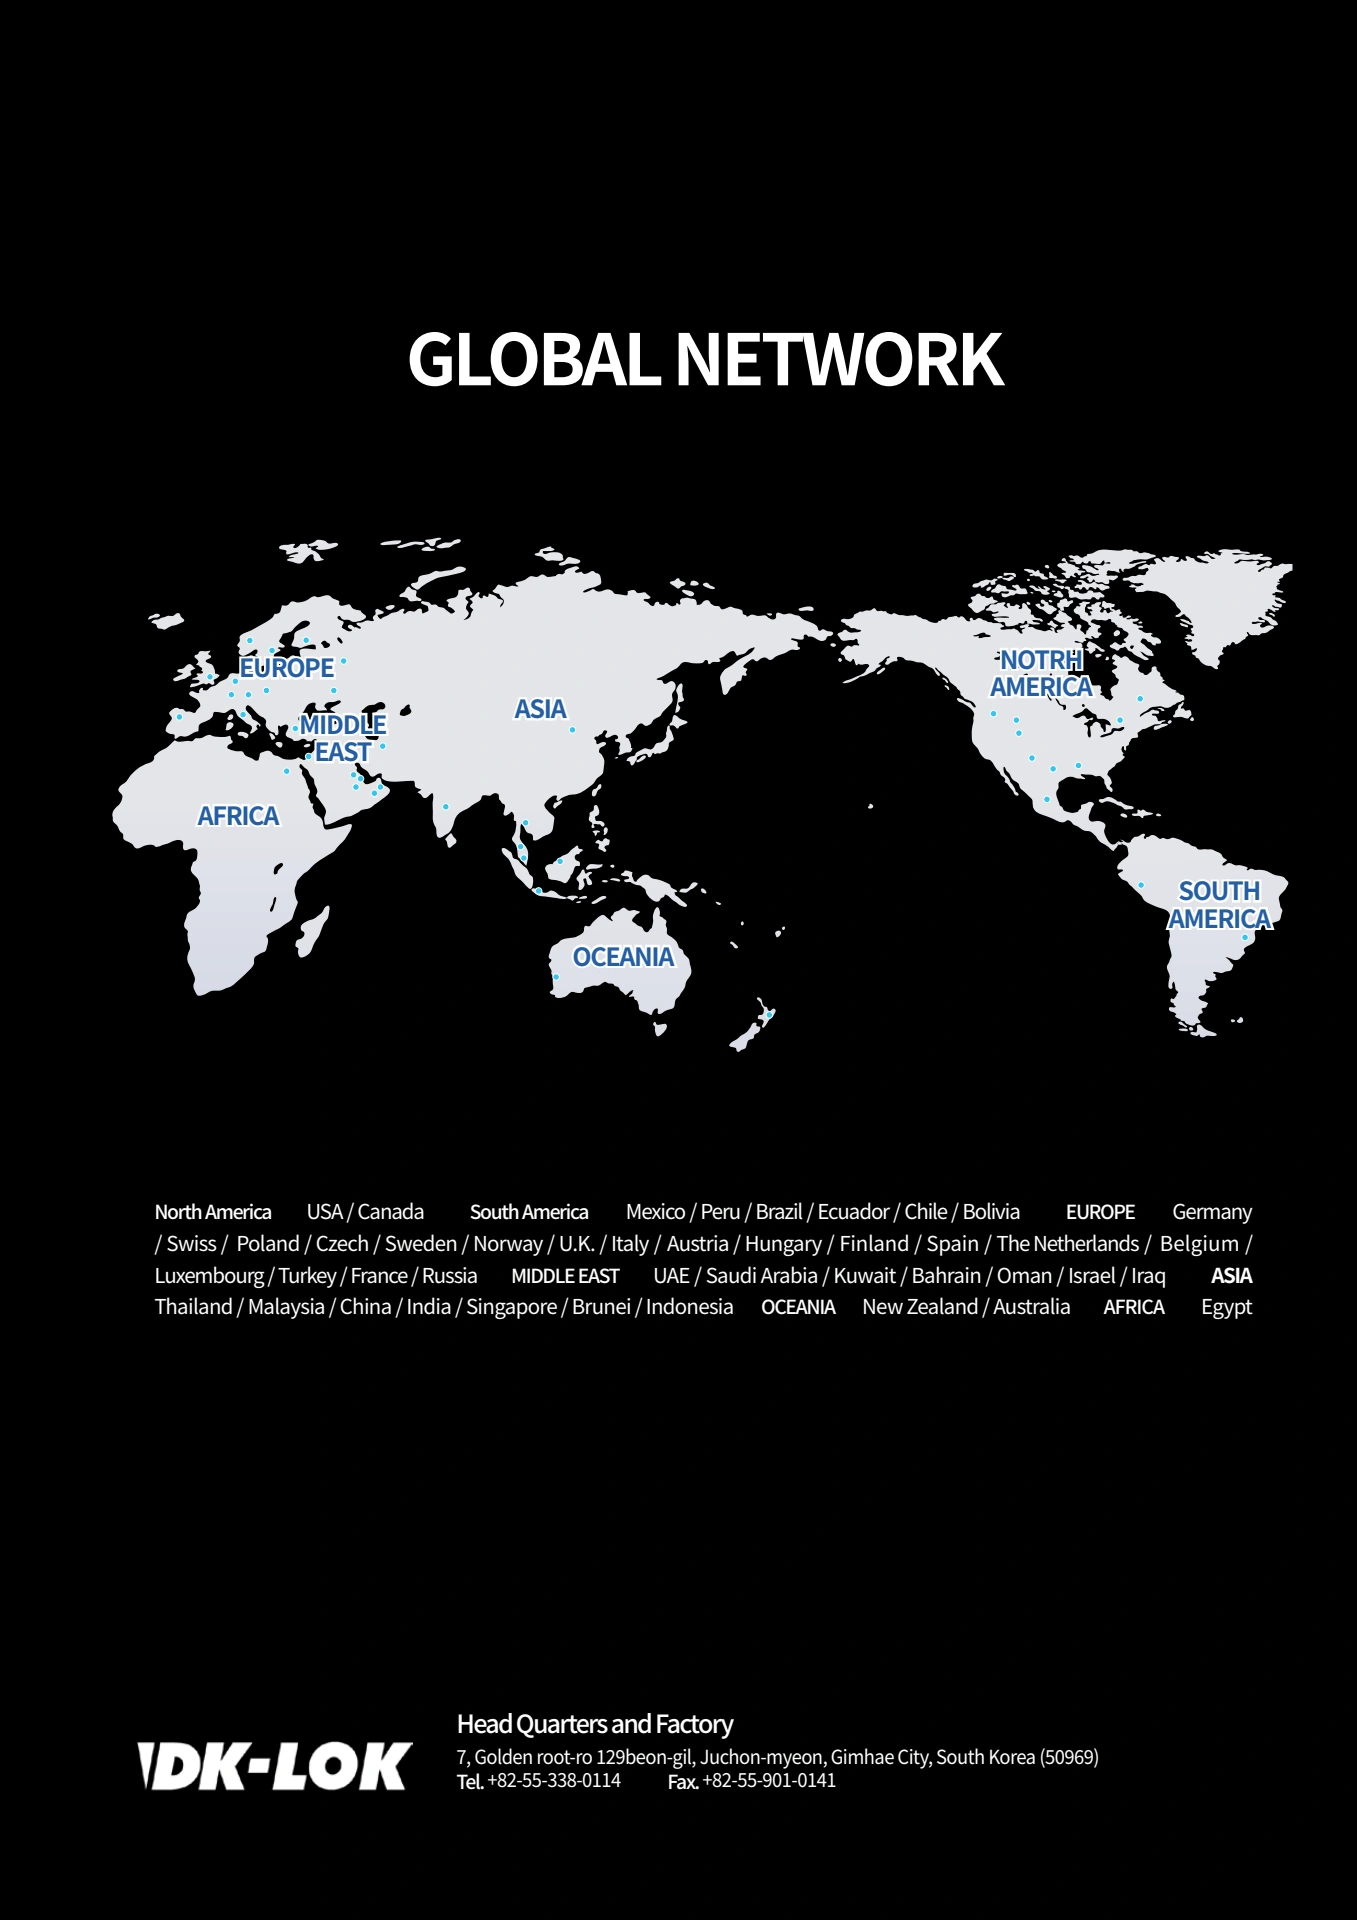 GLOBAL NETWORK
EUROPE
MIDDLE
EAST
ASIA
AFRICA
OCEANIA
NOTRH
AMERICA
SOUTH
AMERICA
North America USA / Canada South America Mexico / Peru / Brazil / Ecuador / Chile / Bolivia EUROPE Germany
/ Swiss / Poland / Czech / Sweden / Norway / U.K. / Italy / Austria / Hungary / Finland / Spain / The Netherlands / Belgium /
Luxembourg / Turkey / France / Russia MIDDLE EAST UAE / Saudi Arabia / Kuwait / Bahrain / Oman / Israel / Iraq ASIA
Thailand / Malaysia / China / India / Singapore / Brunei / Indonesia OCEANIA New Zealand / Australia AFRICA Egypt
DK-LOK
Head Quarters and Factory
7, Golden root-ro 129beon-gil, Juchon-myeon, Gimhae City, South Korea (50969)
Tel. +82-55-338-0114 Fax. +82-55-901-0141